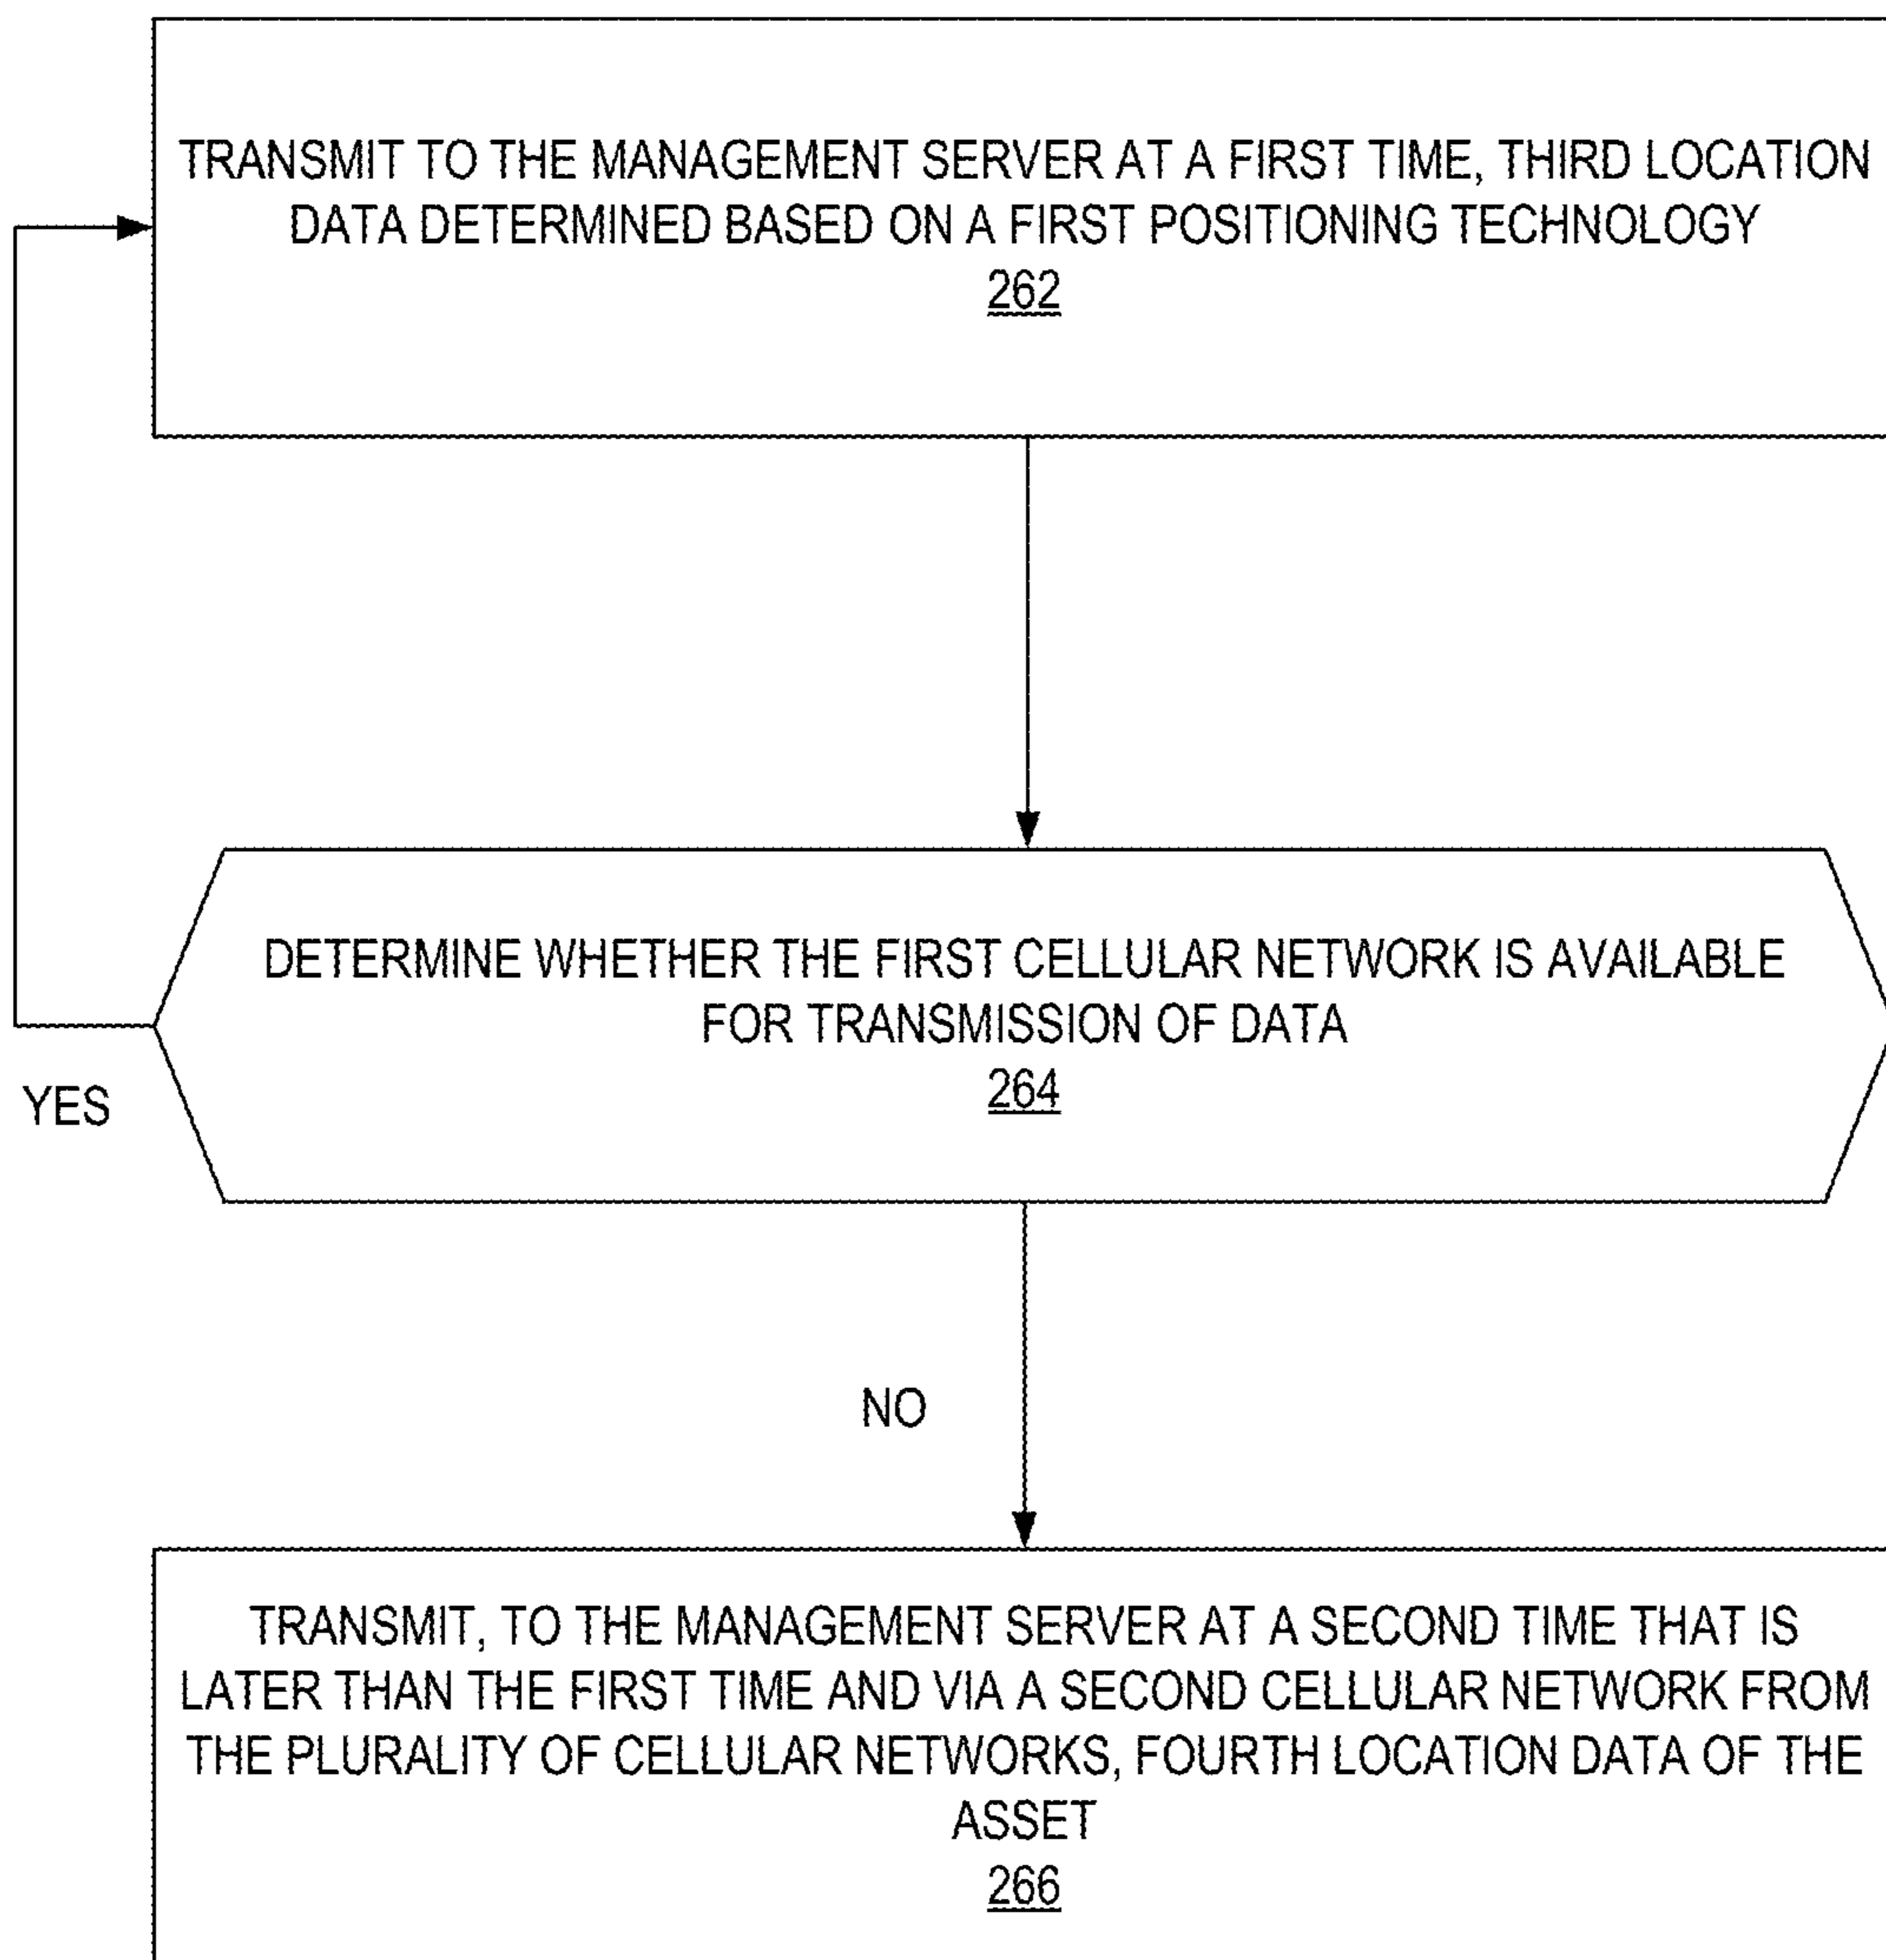 TRANSMIT TO THE MANAGEMENT SERVER AT A FIRST TIME, THIRD LOCATION
DATA DETERMINED BASED ON A FIRST POSITIONING TECHNOLOGY
262
DETERMINE WHETHER THE FIRST CELLULAR NETWORK IS AVAILABLE
FOR TRANSMISSION OF DATA
264
YES
NO
TRANSMIT, TO THE MANAGEMENT SERVER AT A SECOND TIME THAT IS
LATER THAN THE FIRST TIME AND VIA A SECOND CELLULAR NETWORK FROM
THE PLURALITY OF CELLULAR NETWORKS, FOURTH LOCATION DATA OF THE
ASSET
266